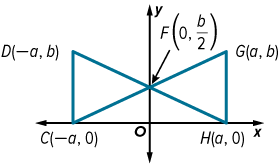 y
F(0, b/2)
D(−a, b)
G(a, b)
O
x
C(−a, 0)
H(a, 0)